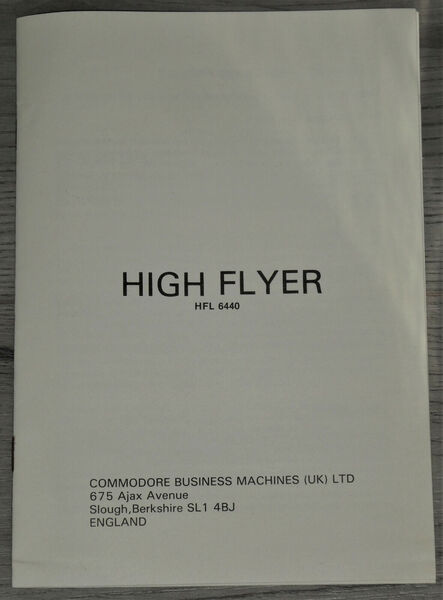 HIGH FLYER
HFL 6440
COMMODORE BUSINESS MACHINES (UK) LTD
675 Ajax Avenue
Slough,Berkshire SL1 4BJ
ENGLAND